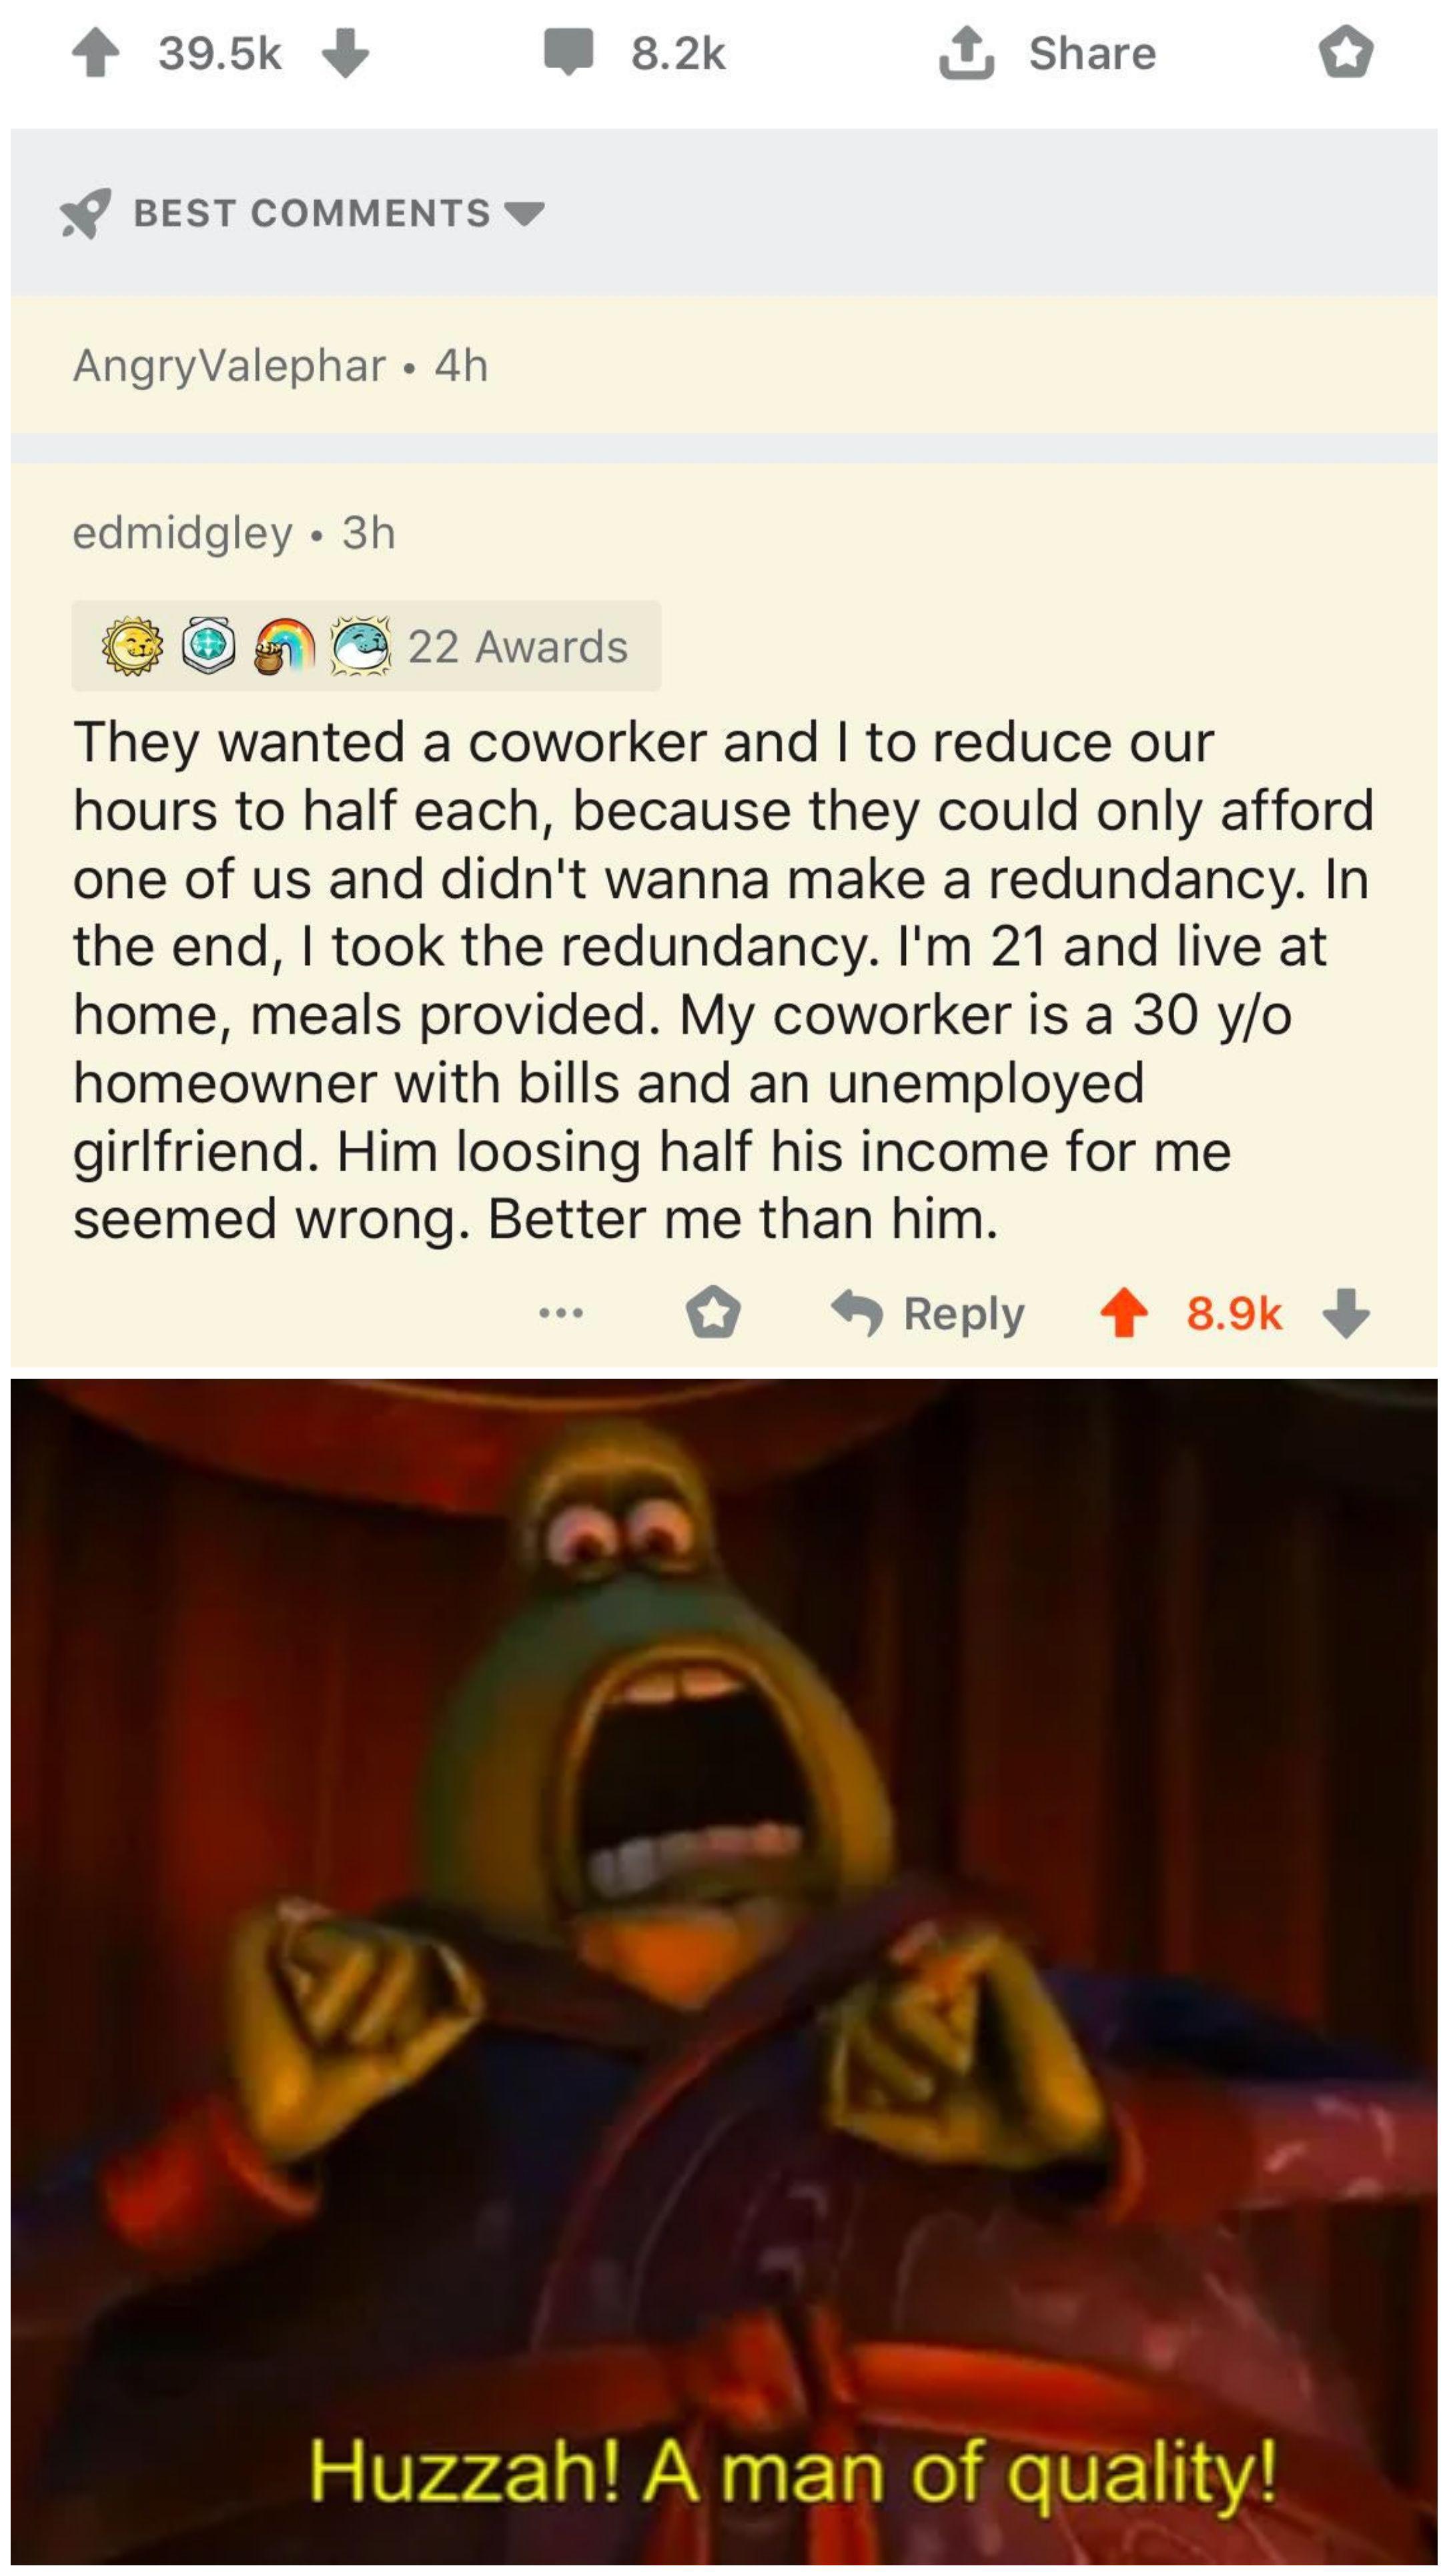 39.5k 8.2k Share
BEST COMMENTS
AngryValephar • 4h
edmidgley • 3h
22 Awards
They wanted a coworker and I to reduce our
hours to half each, because they could only afford
one of us and didn't wanna make a redundancy. In
the end, I took the redundancy. I'm 21 and live at
home, meals provided. My coworker is a 30 y/o
homeowner with bills and an unemployed
girlfriend. Him loosing half his income for me
seemed wrong. Better me than him.
... Reply 8.9k
Huzzah! A man of quality!